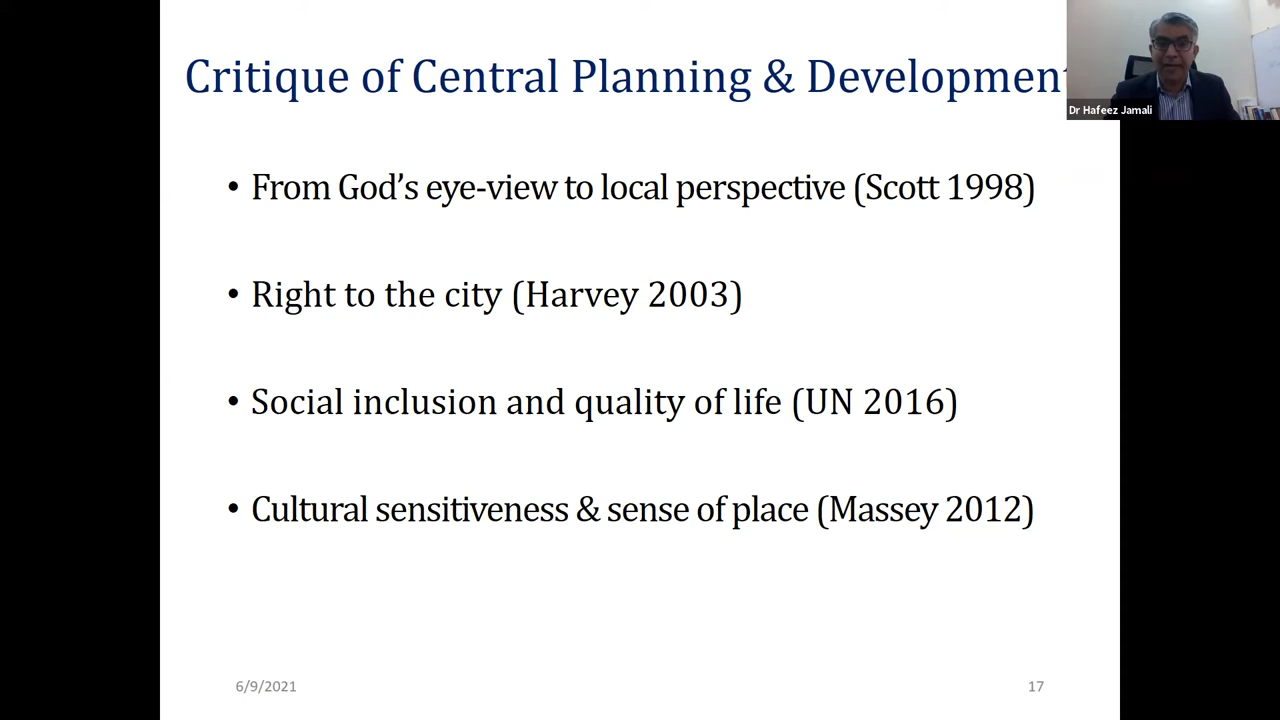 Critique of Central Planning & Development
Dr Hafeez Jamali
• From God's eye-view to local perspective (Scott 1998)
• Right to the city (Harvey 2003)
• Social inclusion and quality of life (UN 2016)
• Cultural sensitiveness & sense of place (Massey 2012)
6/9/2021
17